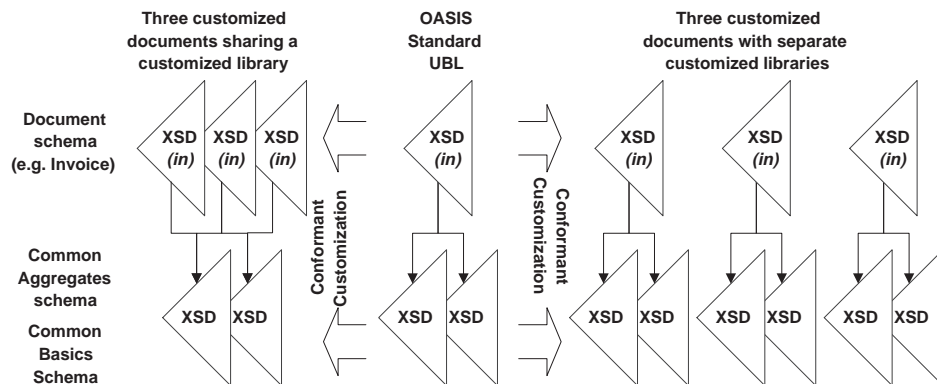 Three customized
documents sharing a
customized library
OASIS
Standard
UBL
Three customized
documents with separate
customized libraries
Document
schema
(e.g. Invoice)
XSD XSD XSD
(in) (in) (in)
XSD
(in)
XSD
(in)
XSD
(in)
XSD
(in)
Conformant
Customization
Conformant
Customization
Common
Aggregates
schema
Common
Basics
Schema
XSD XSD
XSD XSD
XSD XSD
XSD XSD
XSD XSD